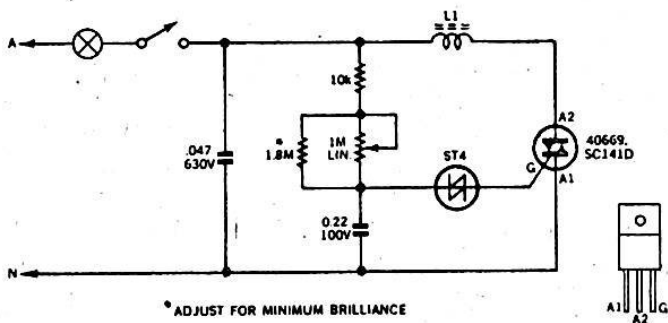 L1
A
10k
A2
.047
630V
*
1.8M
1M
LIN.
ST4
40669,
SC141D
G
A1
0.22
100V
N
* ADJUST FOR MINIMUM BRILLIANCE
A1
A2
G